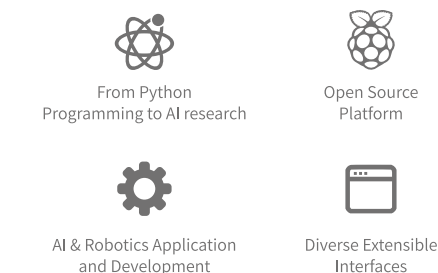 From Python
Programming to AI research
Open Source
Platform
AI & Robotics Application
and Development
Diverse Extensible
Interfaces